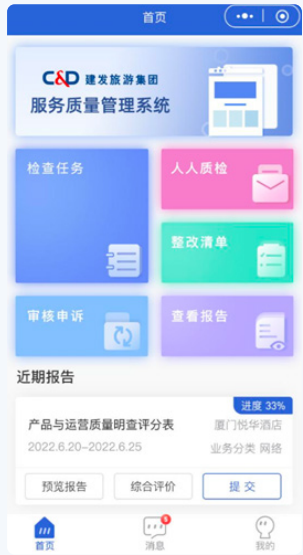 首页
C&D 建发旅游集团
服务质量管理系统
检查任务
人人质检
整改清单
审核申诉
查看报告
近期报告
进度 33%
产品与运营质量明查评分表 厦门悦华酒店
2022.6.20~2022.6.25 业务分类 网络
预览报告 综合评价 提交
首页 消息 我的